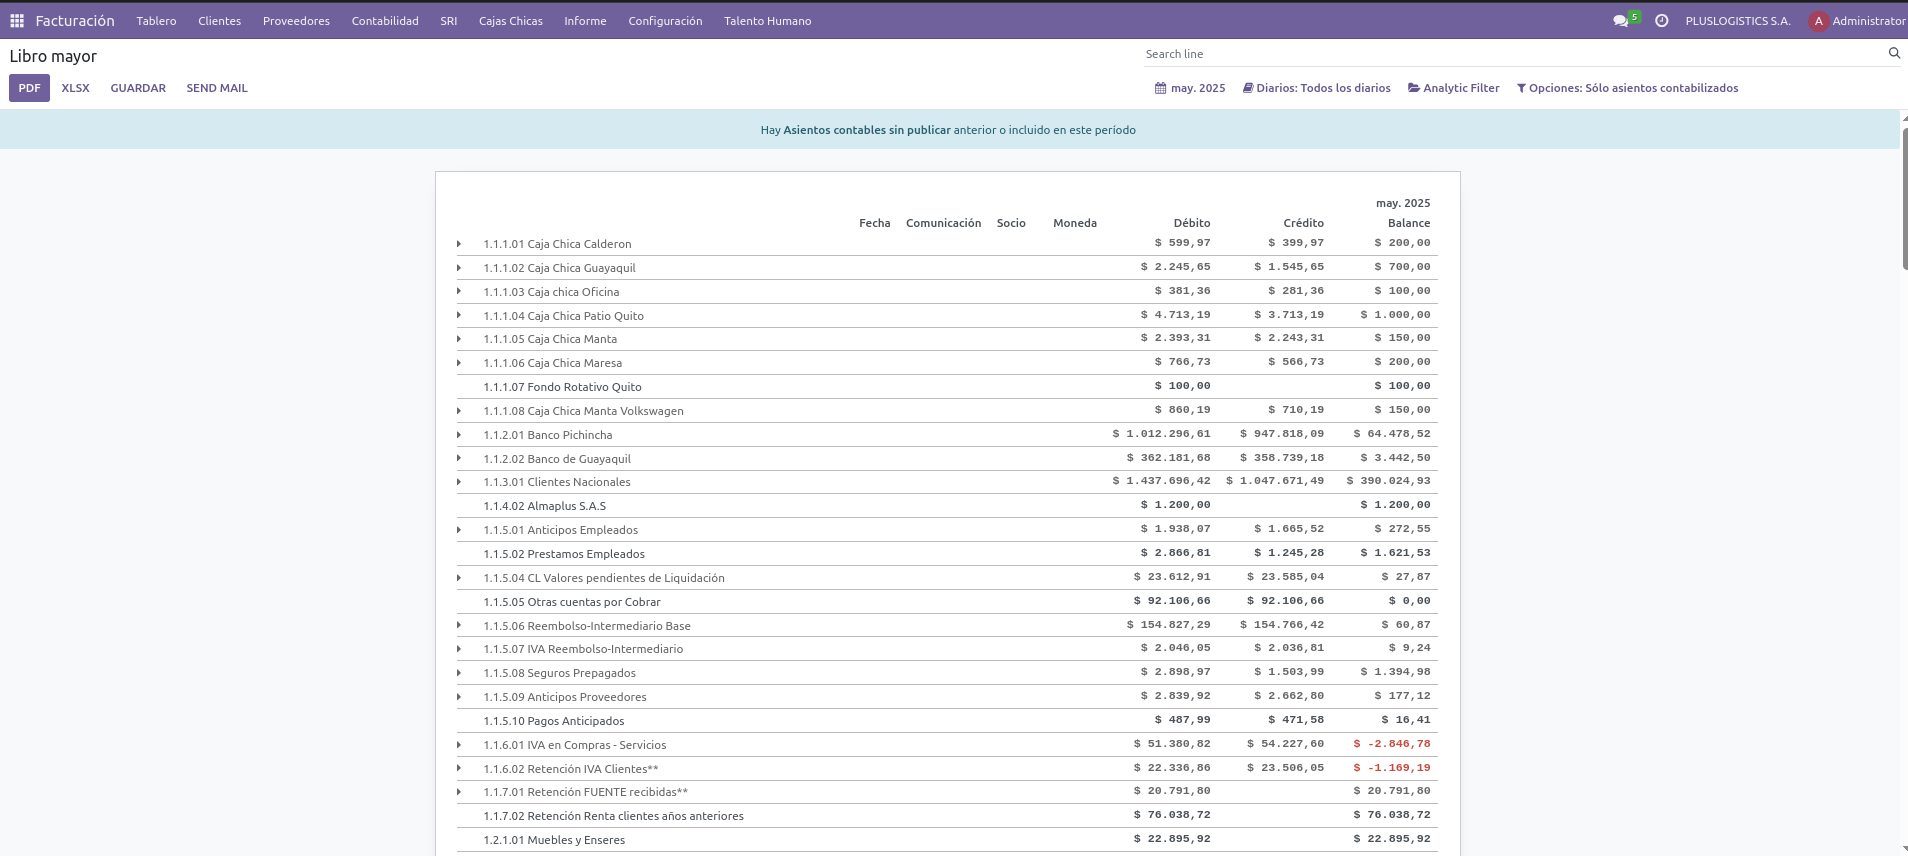 Facturación Tablero Clientes Proveedores Contabilidad SRI Cajas Chicas Informe Configuración Talento Humano 5 PLUSLOGISTICS S.A. A Administrator
Libro mayor Search line
PDF XLSX GUARDAR SEND MAIL may. 2025 Diarios: Todos los diarios Analytic Filter Opciones: Sólo asientos contabilizados
Hay Asientos contables sin publicar anterior o incluido en este período
may. 2025
Fecha Comunicación Socio Moneda Débito Crédito Balance
1.1.1.01 Caja Chica Calderon $ 599,97 $ 399,97 $ 200,00
1.1.1.02 Caja Chica Guayaquil $ 2.245,65 $ 1.545,65 $ 700,00
1.1.1.03 Caja chica Oficina $ 381,36 $ 281,36 $ 100,00
1.1.1.04 Caja Chica Patio Quito $ 4.713,19 $ 3.713,19 $ 1.000,00
1.1.1.05 Caja Chica Manta $ 2.393,31 $ 2.243,31 $ 150,00
1.1.1.06 Caja Chica Maresa $ 766,73 $ 566,73 $ 200,00
1.1.1.07 Fondo Rotativo Quito $ 100,00 $ 100,00
1.1.1.08 Caja Chica Manta Volkswagen $ 860,19 $ 710,19 $ 150,00
1.1.2.01 Banco Pichincha $ 1.012.296,61 $ 947.818,09 $ 64.478,52
1.1.2.02 Banco de Guayaquil $ 362.181,68 $ 358.739,18 $ 3.442,50
1.1.3.01 Clientes Nacionales $ 1.437.696,42 $ 1.047.671,49 $ 390.024,93
1.1.4.02 Almaplus S.A.S $ 1.200,00 $ 1.200,00
1.1.5.01 Anticipos Empleados $ 1.938,07 $ 1.665,52 $ 272,55
1.1.5.02 Prestamos Empleados $ 2.866,81 $ 1.245,28 $ 1.621,53
1.1.5.04 CL Valores pendientes de Liquidación $ 23.612,91 $ 23.585,04 $ 27,87
1.1.5.05 Otras cuentas por Cobrar $ 92.106,66 $ 92.106,66 $ 0,00
1.1.5.06 Reembolso-Intermediario Base $ 154.827,29 $ 154.766,42 $ 60,87
1.1.5.07 IVA Reembolso-Intermediario $ 2.046,05 $ 2.036,81 $ 9,24
1.1.5.08 Seguros Prepagados $ 2.898,97 $ 1.503,99 $ 1.394,98
1.1.5.09 Anticipos Proveedores $ 2.839,92 $ 2.662,80 $ 177,12
1.1.5.10 Pagos Anticipados $ 487,99 $ 471,58 $ 16,41
1.1.6.01 IVA en Compras - Servicios $ 51.380,82 $ 54.227,60 $ -2.846,78
1.1.6.02 Retención IVA Clientes** $ 22.336,86 $ 23.506,05 $ -1.169,19
1.1.7.01 Retención FUENTE recibidas** $ 20.791,80 $ 20.791,80
1.1.7.02 Retención Renta clientes años anteriores $ 76.038,72 $ 76.038,72
1.2.1.01 Muebles y Enseres $ 22.895,92 $ 22.895,92